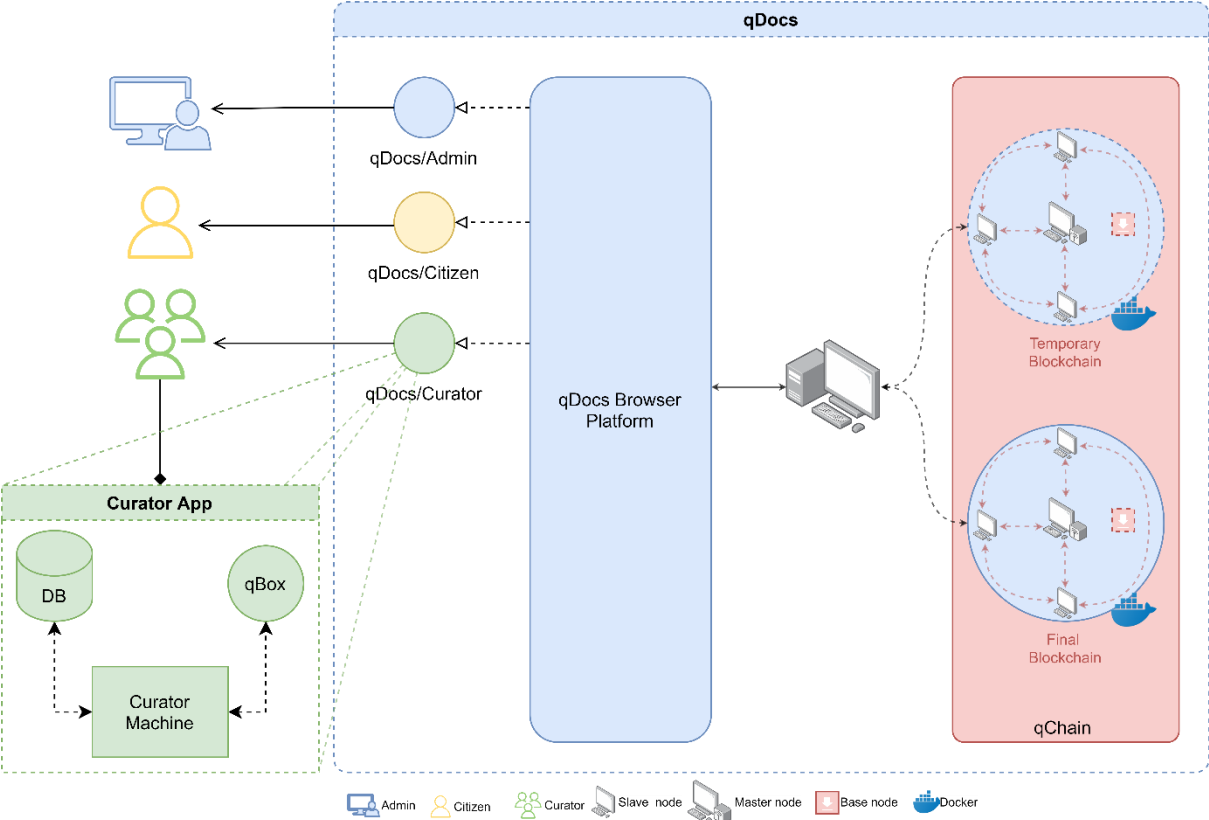 qDocs
qDocs/Admin
qDocs/Citizen
qDocs/Curator
qDocs Browser
Platform
Temporary
Blockchain
Final
Blockchain
qChain
Curator App
DB
qBox
Curator
Machine
Admin
Citizen
Curator
Slave node
Master node
Base node
Docker